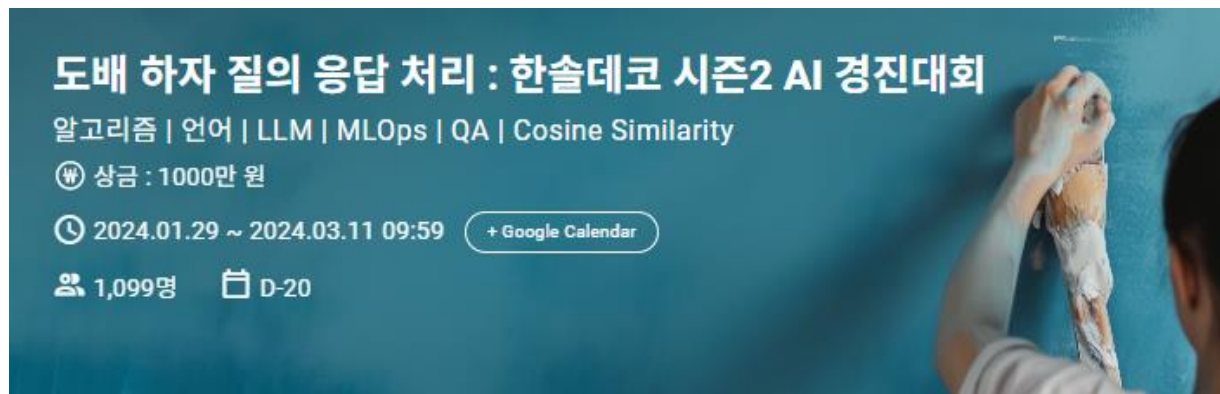 도배 하자 질의 응답 처리 : 한솔데코 시즌2 AI 경진대회
알고리즘 | 언어 | LLM | MLOps | QA | Cosine Similarity
₩ 상금 : 1000만 원
2024.01.29 ~ 2024.03.11 09:59 + Google Calendar
1,099명 D-20